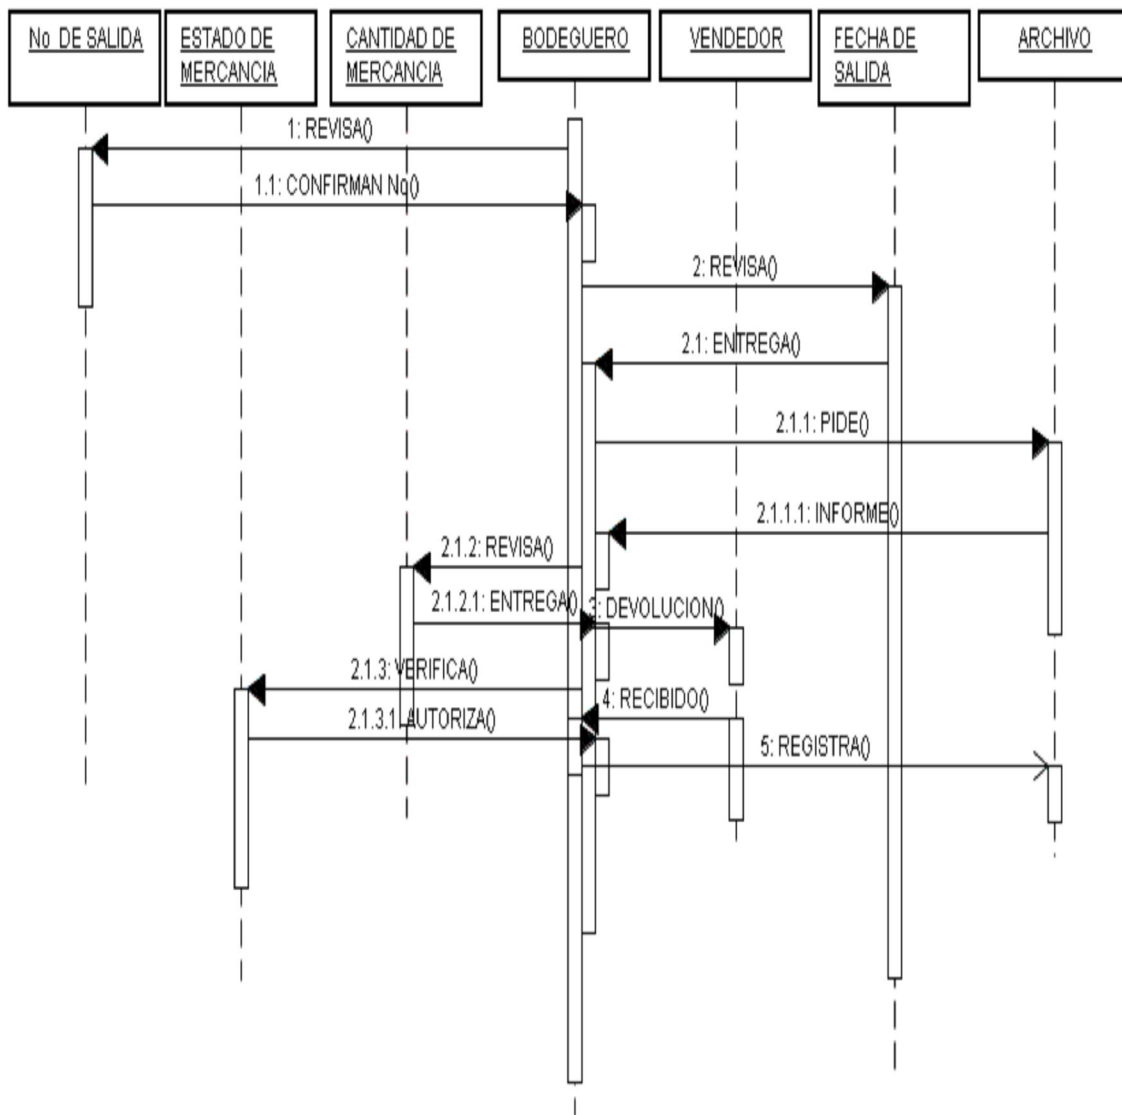 No DE SALIDA
ESTADO DE
MERCANCIA
CANTIDAD DE
MERCANCIA
BODEGUERO
VENDEDOR
FECHA DE
SALIDA
ARCHIVO
1: REVISA()
1.1: CONFIRMAN No()
2: REVISA()
2.1: ENTREGA()
2.1.1: PIDE()
2.1.1.1: INFORME()
2.1.2: REVISA()
2.1.2.1: ENTREGA()
3: DEVOLUCION()
2.1.3: VERIFICA()
4: RECIBIDO()
2.1.3.1: AUTORIZA()
5: REGISTRA()